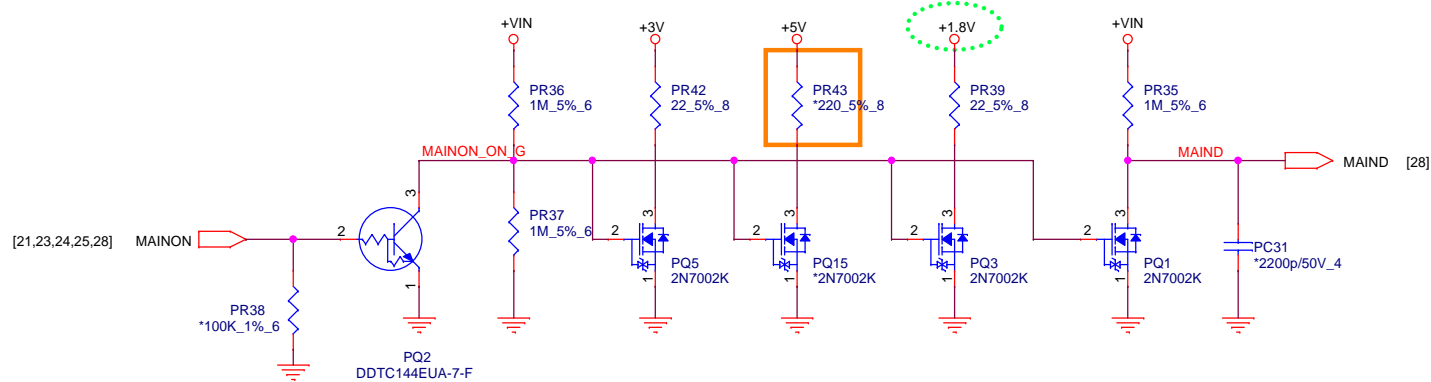 +VIN
+3V
+5V
+1.8V
+VIN
PR36
1M_5%_6
PR42
22_5%_8
PR43
*220_5%_8
PR39
22_5%_8
PR35
1M_5%_6
MAINON_ON_G
MAIND
MAIND [28]
3
PR37
1M_5%_6
3
3
3
3
[21,23,24,25,28] MAINON
2
2
2
2
2
1
1
1
1
1
PQ5
2N7002K
PQ15
*2N7002K
PQ3
2N7002K
PQ1
2N7002K
PC31
*2200p/50V_4
PR38
*100K_1%_6
PQ2
DDTC144EUA-7-F